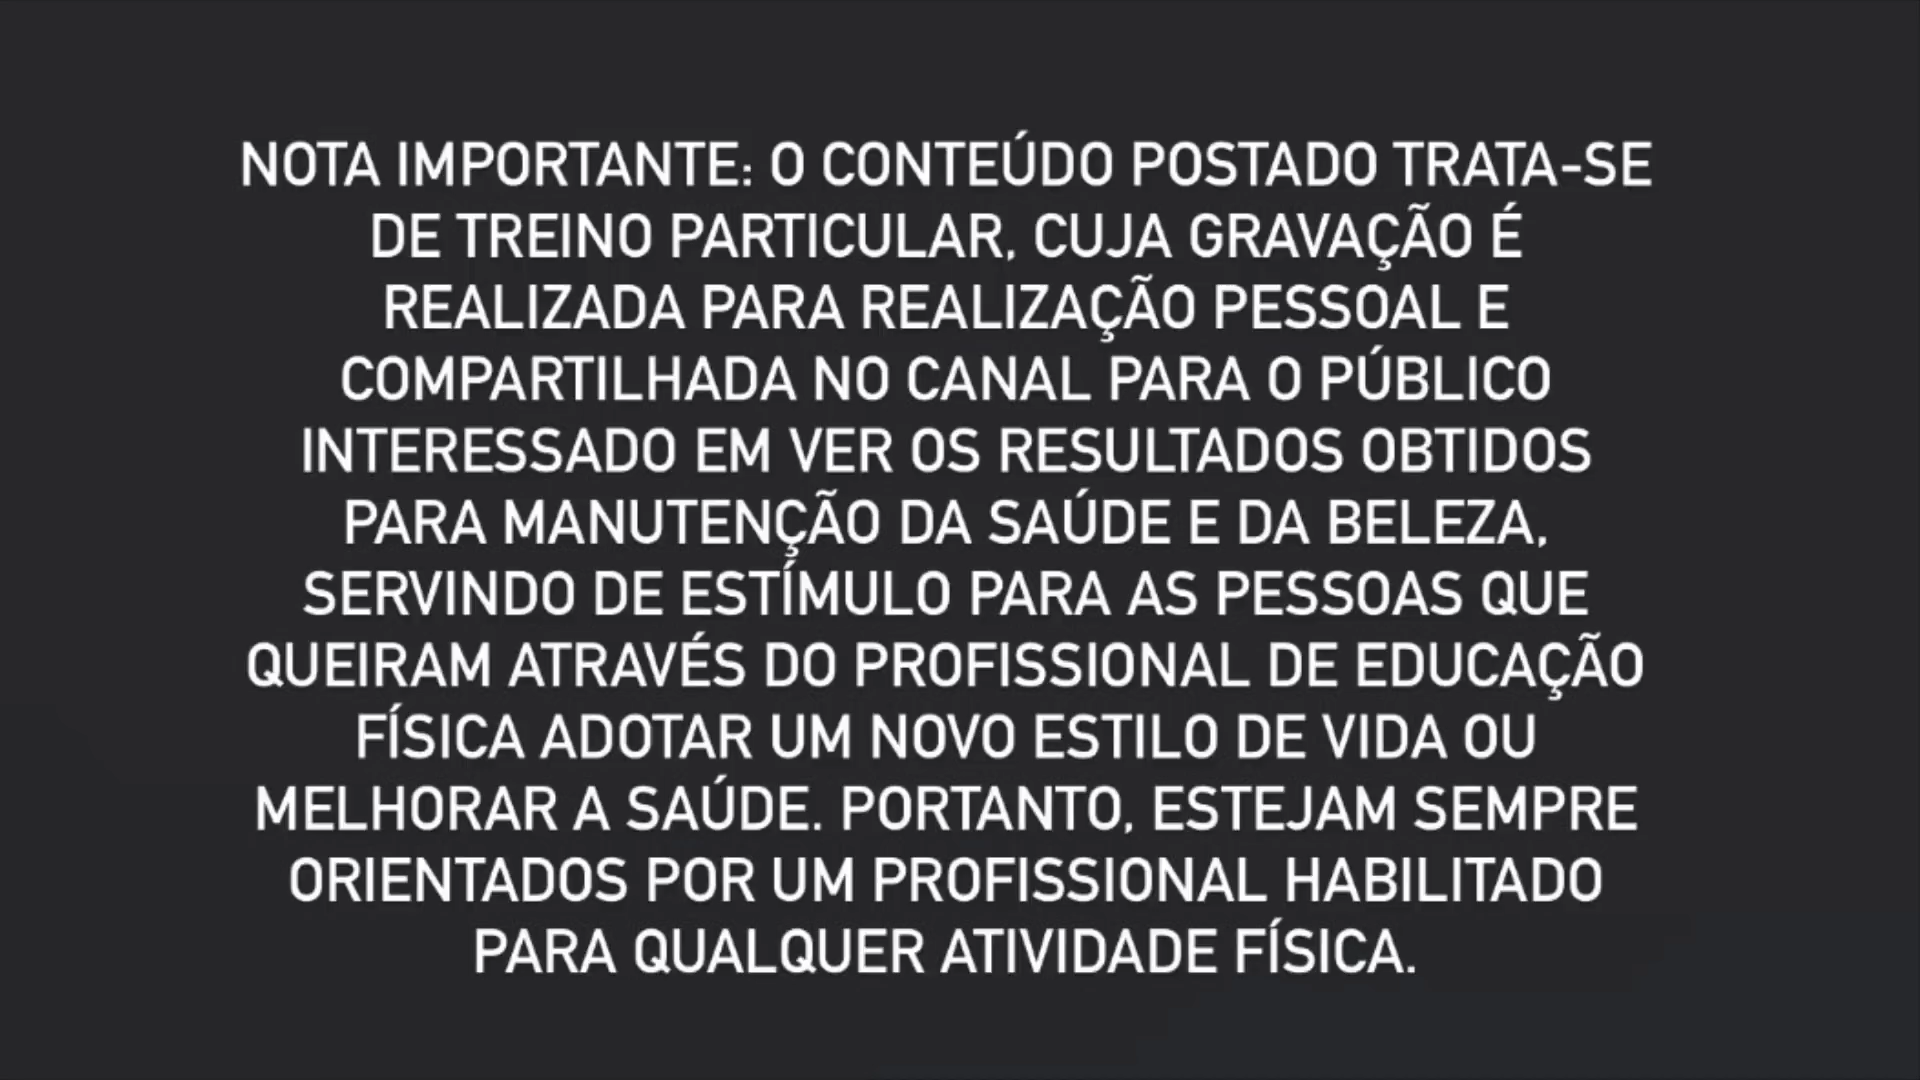 NOTA IMPORTANTE: O CONTEÚDO POSTADO TRATA-SE
DE TREINO PARTICULAR, CUJA GRAVAÇÃO É
REALIZADA PARA REALIZAÇÃO PESSOAL E
COMPARTILHADA NO CANAL PARA O PÚBLICO
INTERESSADO EM VER OS RESULTADOS OBTIDOS
PARA MANUTENÇÃO DA SAÚDE E DA BELEZA,
SERVINDO DE ESTÍMULO PARA AS PESSOAS QUE
QUEIRAM ATRAVÉS DO PROFISSIONAL DE EDUCAÇÃO
FÍSICA ADOTAR UM NOVO ESTILO DE VIDA OU
MELHORAR A SAÚDE. PORTANTO, ESTEJAM SEMPRE
ORIENTADOS POR UM PROFISSIONAL HABILITADO
PARA QUALQUER ATIVIDADE FÍSICA.